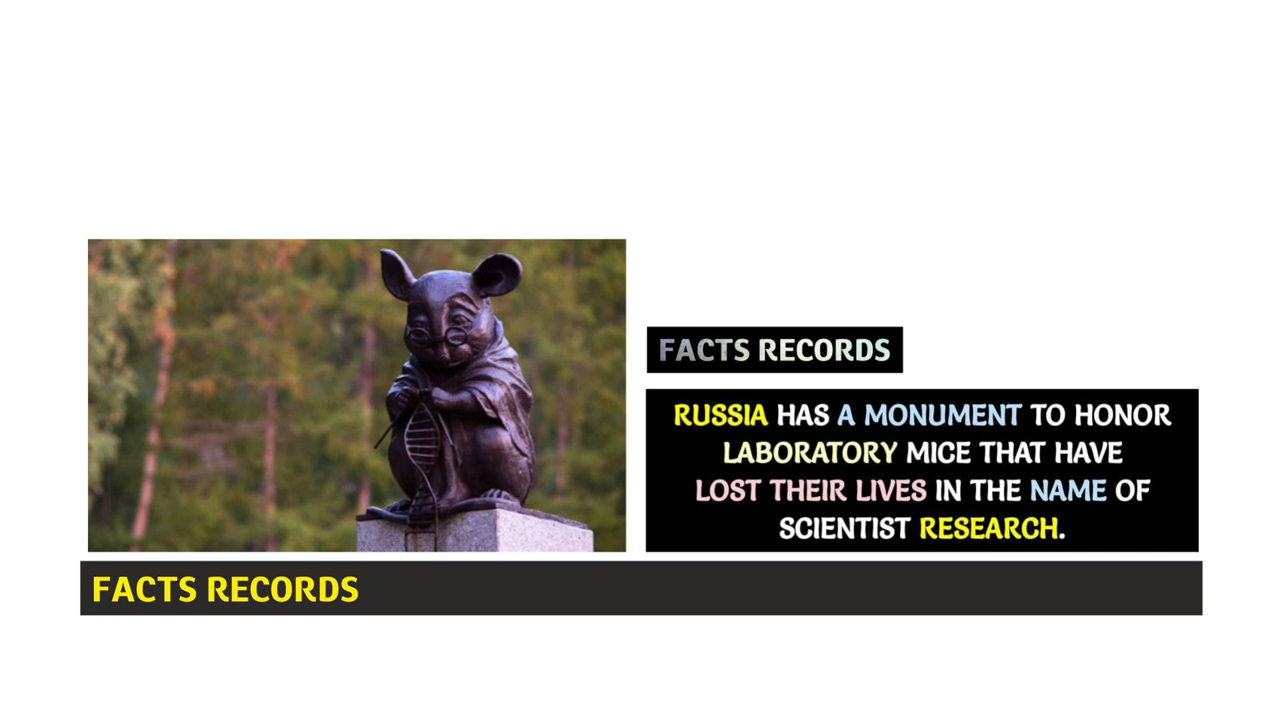 FACTS RECORDS
RUSSIA HAS A MONUMENT TO HONOR
LABORATORY MICE THAT HAVE
LOST THEIR LIVES IN THE NAME OF
SCIENTIST RESEARCH.
FACTS RECORDS